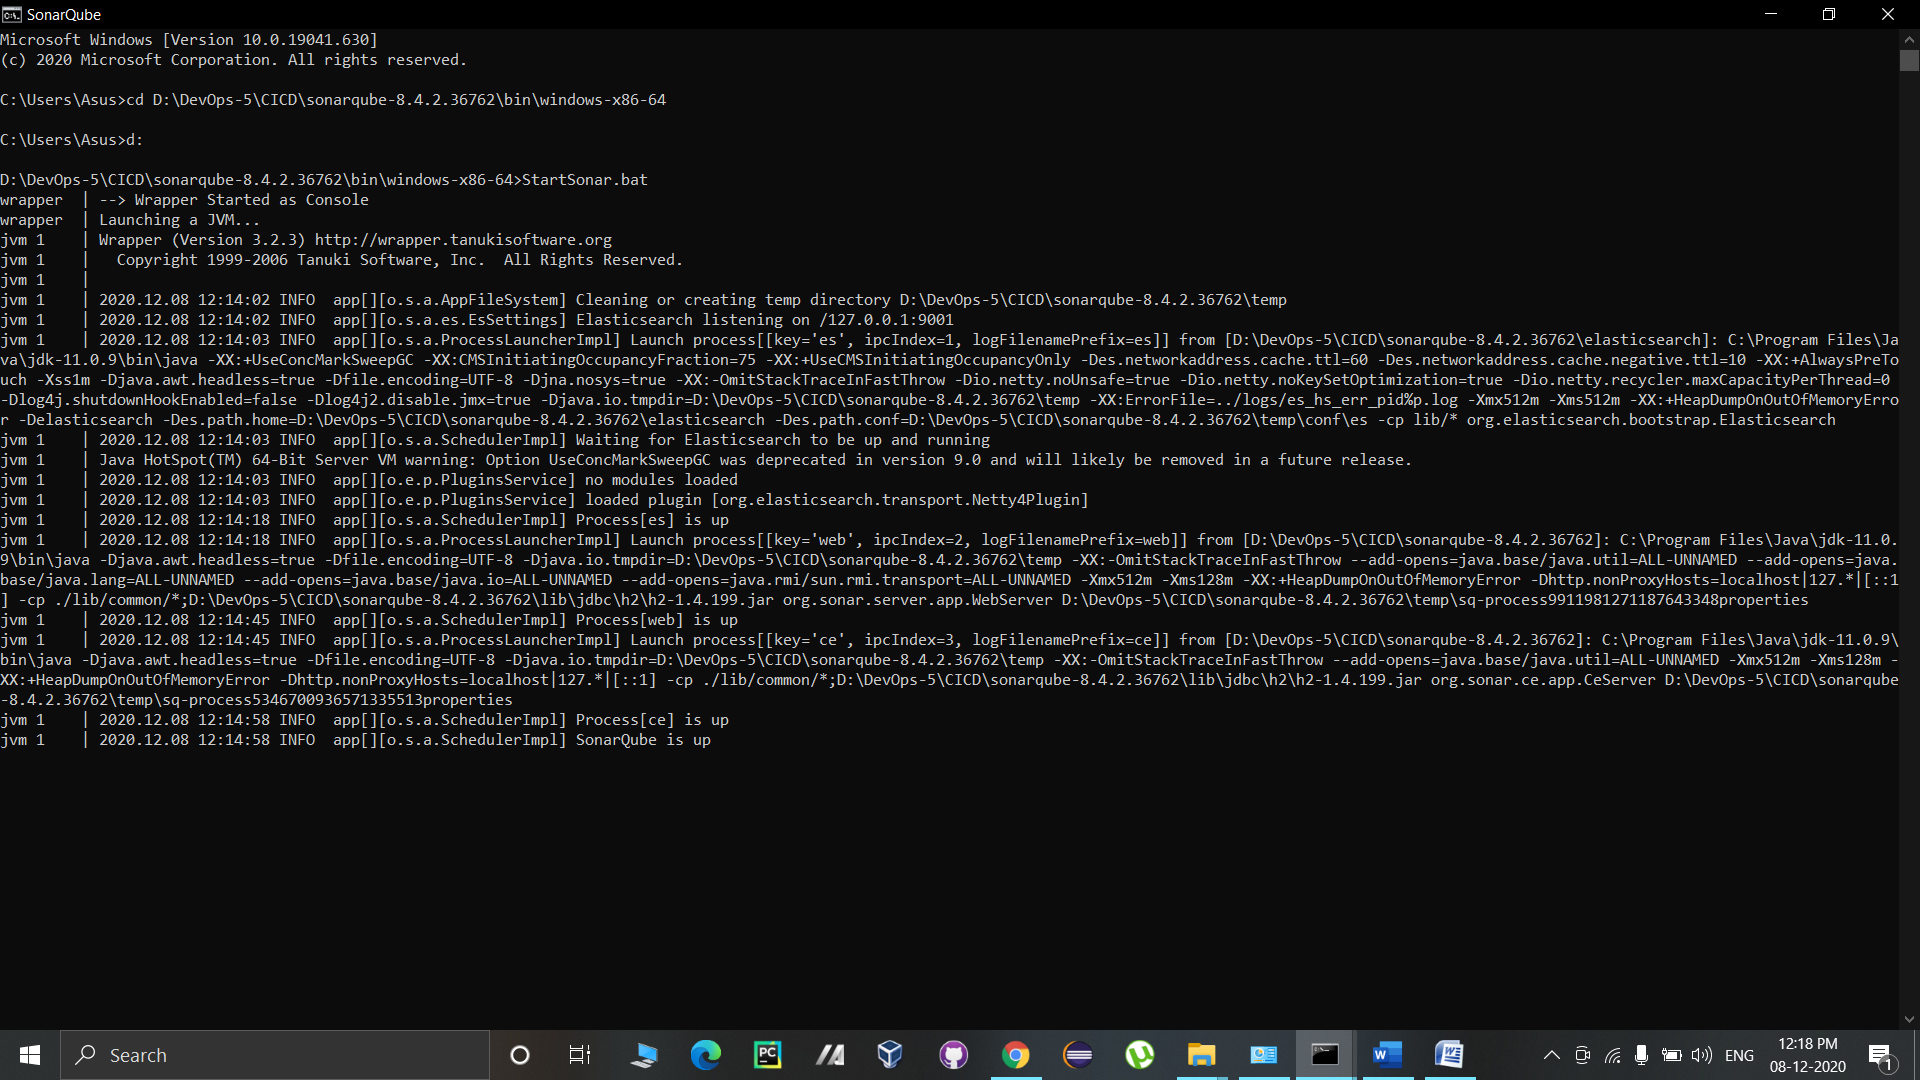 SonarQube
Microsoft Windows [Version 10.0.19041.630]
(c) 2020 Microsoft Corporation. All rights reserved.
C:\Users\Asus>cd D:\DevOps-5\CICD\sonarqube-8.4.2.36762\bin\windows-x86-64
C:\Users\Asus>d:
D:\DevOps-5\CICD\sonarqube-8.4.2.36762\bin\windows-x86-64>StartSonar.bat
wrapper  | --> Wrapper Started as Console
wrapper  | Launching a JVM...
jvm 1    | Wrapper (Version 3.2.3) http://wrapper.tanukisoftware.org
jvm 1    |   Copyright 1999-2006 Tanuki Software, Inc.  All Rights Reserved.
jvm 1    |
jvm 1    | 2020.12.08 12:14:02 INFO  app[][o.s.a.AppFileSystem] Cleaning or creating temp directory D:\DevOps-5\CICD\sonarqube-8.4.2.36762\temp
jvm 1    | 2020.12.08 12:14:02 INFO  app[][o.s.a.es.EsSettings] Elasticsearch listening on /127.0.0.1:9001
jvm 1    | 2020.12.08 12:14:03 INFO  app[][o.s.a.ProcessLauncherImpl] Launch process[[key='es', ipcIndex=1, logFilenamePrefix=es]] from [D:\DevOps-5\CICD\sonarqube-8.4.2.36762\elasticsearch]: C:\Program Files\Ja
va\jdk-11.0.9\bin\java -XX:+UseConcMarkSweepGC -XX:CMSInitiatingOccupancyFraction=75 -XX:+UseCMSInitiatingOccupancyOnly -Des.networkaddress.cache.ttl=60 -Des.networkaddress.cache.negative.ttl=10 -XX:+AlwaysPreTo
uch -Xss1m -Djava.awt.headless=true -Dfile.encoding=UTF-8 -Djna.nosys=true -XX:-OmitStackTraceInFastThrow -Dio.netty.noUnsafe=true -Dio.netty.noKeySetOptimization=true -Dio.netty.recycler.maxCapacityPerThread=0
-Dlog4j.shutdownHookEnabled=false -Dlog4j2.disable.jmx=true -Djava.io.tmpdir=D:\DevOps-5\CICD\sonarqube-8.4.2.36762\temp -XX:ErrorFile=../logs/es_hs_err_pid%p.log -Xmx512m -Xms512m -XX:+HeapDumpOnOutOfMemoryErro
r -Delasticsearch -Des.path.home=D:\DevOps-5\CICD\sonarqube-8.4.2.36762\elasticsearch -Des.path.conf=D:\DevOps-5\CICD\sonarqube-8.4.2.36762\temp\conf\es -cp lib/* org.elasticsearch.bootstrap.Elasticsearch
jvm 1    | 2020.12.08 12:14:03 INFO  app[][o.s.a.SchedulerImpl] Waiting for Elasticsearch to be up and running
jvm 1    | Java HotSpot(TM) 64-Bit Server VM warning: Option UseConcMarkSweepGC was deprecated in version 9.0 and will likely be removed in a future release.
jvm 1    | 2020.12.08 12:14:03 INFO  app[][o.e.p.PluginsService] no modules loaded
jvm 1    | 2020.12.08 12:14:03 INFO  app[][o.e.p.PluginsService] loaded plugin [org.elasticsearch.transport.Netty4Plugin]
jvm 1    | 2020.12.08 12:14:18 INFO  app[][o.s.a.SchedulerImpl] Process[es] is up
jvm 1    | 2020.12.08 12:14:18 INFO  app[][o.s.a.ProcessLauncherImpl] Launch process[[key='web', ipcIndex=2, logFilenamePrefix=web]] from [D:\DevOps-5\CICD\sonarqube-8.4.2.36762]: C:\Program Files\Java\jdk-11.0.
9\bin\java -Djava.awt.headless=true -Dfile.encoding=UTF-8 -Djava.io.tmpdir=D:\DevOps-5\CICD\sonarqube-8.4.2.36762\temp -XX:-OmitStackTraceInFastThrow --add-opens=java.base/java.util=ALL-UNNAMED --add-opens=java.
base/java.lang=ALL-UNNAMED --add-opens=java.base/java.io=ALL-UNNAMED --add-opens=java.rmi/sun.rmi.transport=ALL-UNNAMED -Xmx512m -Xms128m -XX:+HeapDumpOnOutOfMemoryError -Dhttp.nonProxyHosts=localhost|127.*|[::1
] -cp ./lib/common/*;D:\DevOps-5\CICD\sonarqube-8.4.2.36762\lib\jdbc\h2\h2-1.4.199.jar org.sonar.server.app.WebServer D:\DevOps-5\CICD\sonarqube-8.4.2.36762\temp\sq-process9911981271187643348properties
jvm 1    | 2020.12.08 12:14:45 INFO  app[][o.s.a.SchedulerImpl] Process[web] is up
jvm 1    | 2020.12.08 12:14:45 INFO  app[][o.s.a.ProcessLauncherImpl] Launch process[[key='ce', ipcIndex=3, logFilenamePrefix=ce]] from [D:\DevOps-5\CICD\sonarqube-8.4.2.36762]: C:\Program Files\Java\jdk-11.0.9\
bin\java -Djava.awt.headless=true -Dfile.encoding=UTF-8 -Djava.io.tmpdir=D:\DevOps-5\CICD\sonarqube-8.4.2.36762\temp -XX:-OmitStackTraceInFastThrow --add-opens=java.base/java.util=ALL-UNNAMED -Xmx512m -Xms128m -
XX:+HeapDumpOnOutOfMemoryError -Dhttp.nonProxyHosts=localhost|127.*|[::1] -cp ./lib/common/*;D:\DevOps-5\CICD\sonarqube-8.4.2.36762\lib\jdbc\h2\h2-1.4.199.jar org.sonar.ce.app.CeServer D:\DevOps-5\CICD\sonarqube
-8.4.2.36762\temp\sq-process5346700936571335513properties
jvm 1    | 2020.12.08 12:14:58 INFO  app[][o.s.a.SchedulerImpl] Process[ce] is up
jvm 1    | 2020.12.08 12:14:58 INFO  app[][o.s.a.SchedulerImpl] SonarQube is up
Search
ENG
12:18 PM
08-12-2020
1